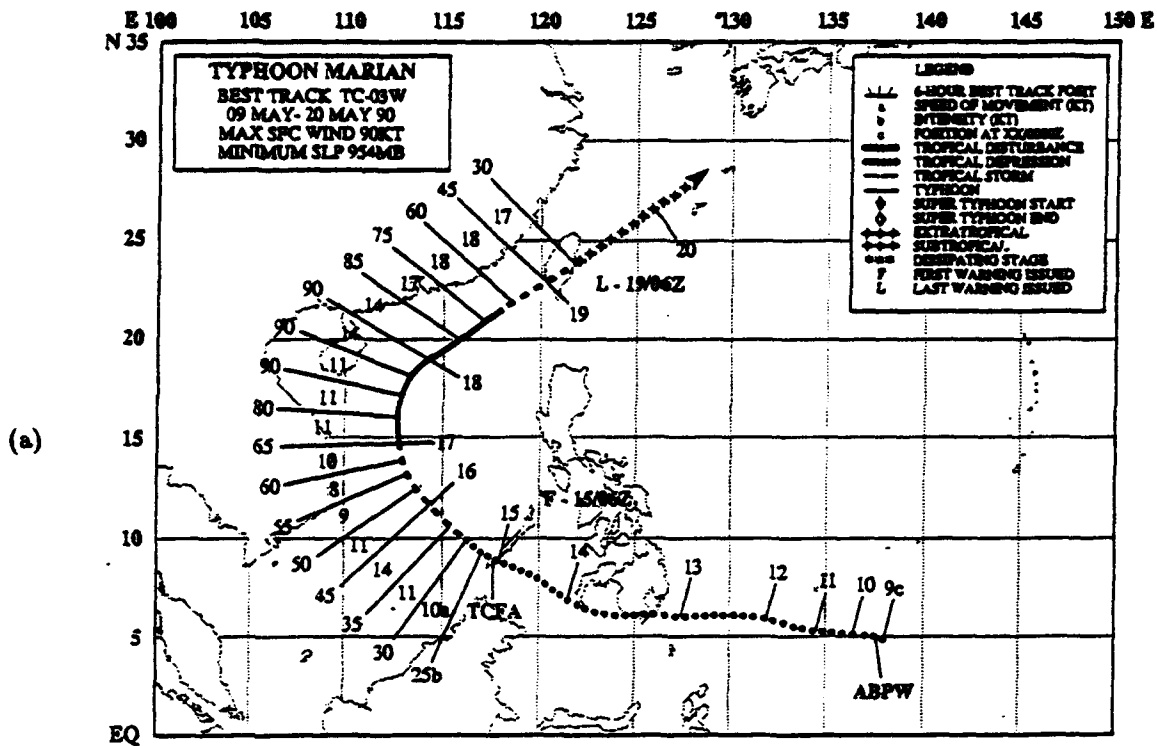 E 100 105 110 115 120 125 130 135 140 145 150 E
N 35
TYPHOON MARIAN
BEST TRACK TC-03W
09 MAY- 20 MAY 90
MAX SFC WIND 90KT
MINIMUM SLP 954MB
LEGEND
6-HOUR BEST TRACK POSIT
SPEED OF MOVEMENT (KT)
INTENSITY (KT)
POSITION AT XX/0000Z
TROPICAL DISTURBANCE
TROPICAL DEPRESSION
TROPICAL STORM
TYPHOON
SUPER TYPHOON START
SUPER TYPHOON END
EXTRATROPICAL
SUBTROPICAL
DISSIPATING STAGE
F FIRST WARNING ISSUED
L LAST WARNING ISSUED
30
30
45
17
60
18
25
75
18
20
85
L - 19/06Z
90
14
19
90
20
11
18
90
11
80
(a)
11
15
65
17
10
60
16
8
F - 15/06Z
55
9
15
50
11
10
14
13
12
11
10
9c
45
14
11
TCFA
35
10a
5
30
25b
ABPW
EQ